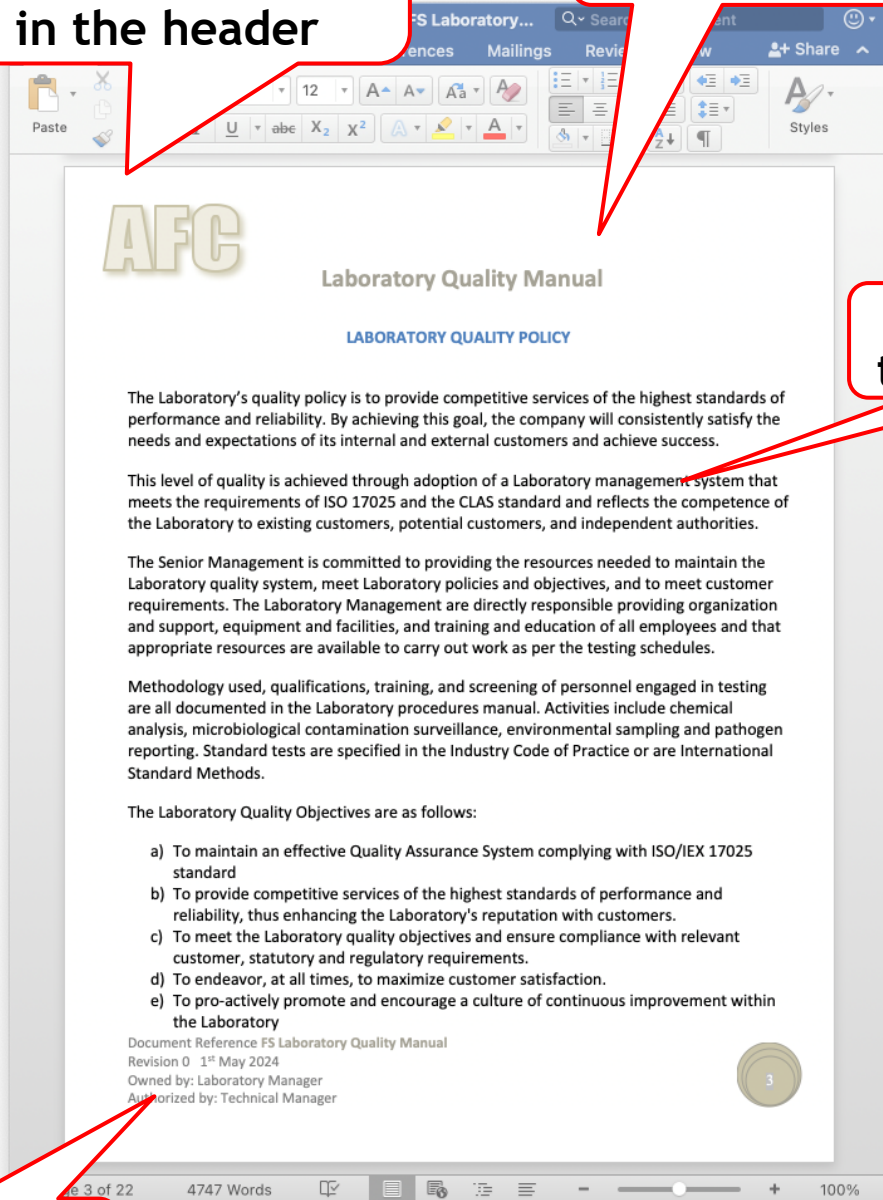 in the header
FS Laboratory...
Mailings
Share
12
Paste
Styles
AFC
Laboratory Quality Manual
LABORATORY QUALITY POLICY
The Laboratory's quality policy is to provide competitive services of the highest standards of
performance and reliability. By achieving this goal, the company will consistently satisfy the
needs and expectations of its internal and external customers and achieve success.
This level of quality is achieved through adoption of a Laboratory management system that
meets the requirements of ISO 17025 and the CLAS standard and reflects the competence of
the Laboratory to existing customers, potential customers, and independent authorities.
The Senior Management is committed to providing the resources needed to maintain the
Laboratory quality system, meet Laboratory policies and objectives, and to meet customer
requirements. The Laboratory Management are directly responsible providing organization
and support, equipment and facilities, and training and education of all employees and that
appropriate resources are available to carry out work as per the testing schedules.
Methodology used, qualifications, training, and screening of personnel engaged in testing
are all documented in the Laboratory procedures manual. Activities include chemical
analysis, microbiological contamination surveillance, environmental sampling and pathogen
reporting. Standard tests are specified in the Industry Code of Practice or are International
Standard Methods.
The Laboratory Quality Objectives are as follows:
a) To maintain an effective Quality Assurance System complying with ISO/IEX 17025
standard
b) To provide competitive services of the highest standards of performance and
reliability, thus enhancing the Laboratory's reputation with customers.
c) To meet the Laboratory quality objectives and ensure compliance with relevant
customer, statutory and regulatory requirements.
d) To endeavor, at all times, to maximize customer satisfaction.
e) To pro-actively promote and encourage a culture of continuous improvement within
the Laboratory
Document Reference FS Laboratory Quality Manual
Revision 0 1st May 2024
Owned by: Laboratory Manager
Authorized by: Technical Manager
3
3 of 22 4747 Words 100%